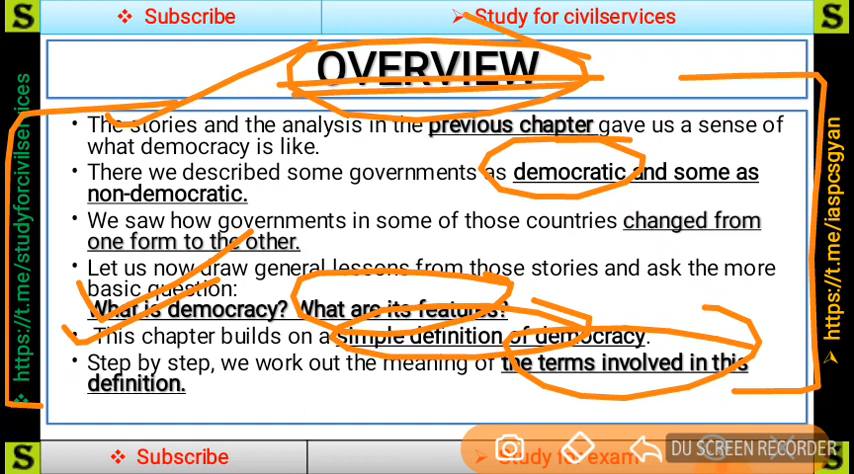 S
❖ Subscribe
➢ Study for civilservices
S
OVERVIEW
• The stories and the analysis in the previous chapter gave us a sense of
what democracy is like.
• There we described some governments as democratic and some as
non-democratic.
• We saw how governments in some of those countries changed from
one form to the other.
• Let us now draw general lessons from those stories and ask the more
basic question:
What is democracy? What are its features?
• This chapter builds on a simple definition of democracy.
• Step by step, we work out the meaning of the terms involved in this
definition.
❖ https://t.me/studyforcivilservices
➢ https://t.me/iaspcsgyan
S
❖ Subscribe
➢ Study for exam
DU SCREEN RECORDER
S